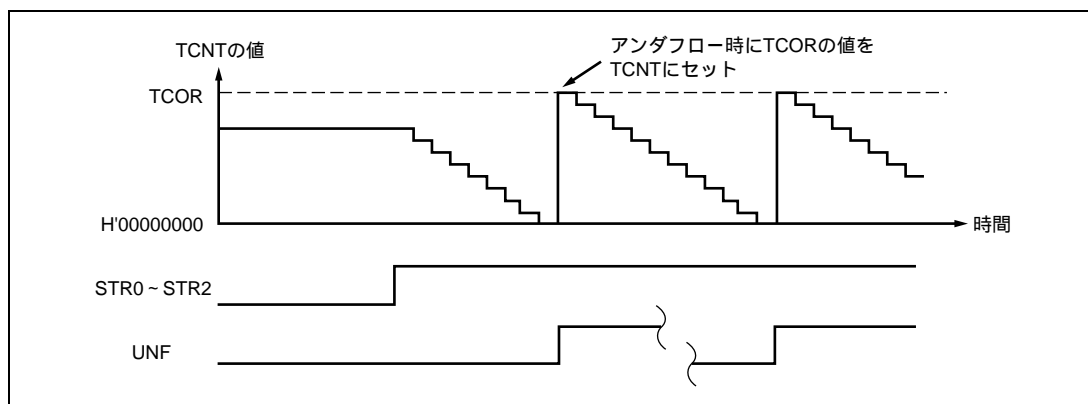 TCNTの値
アンダフロー時にTCORの値を
TCNTにセット
TCOR
H'00000000
時間
STR0 ~ STR2
UNF